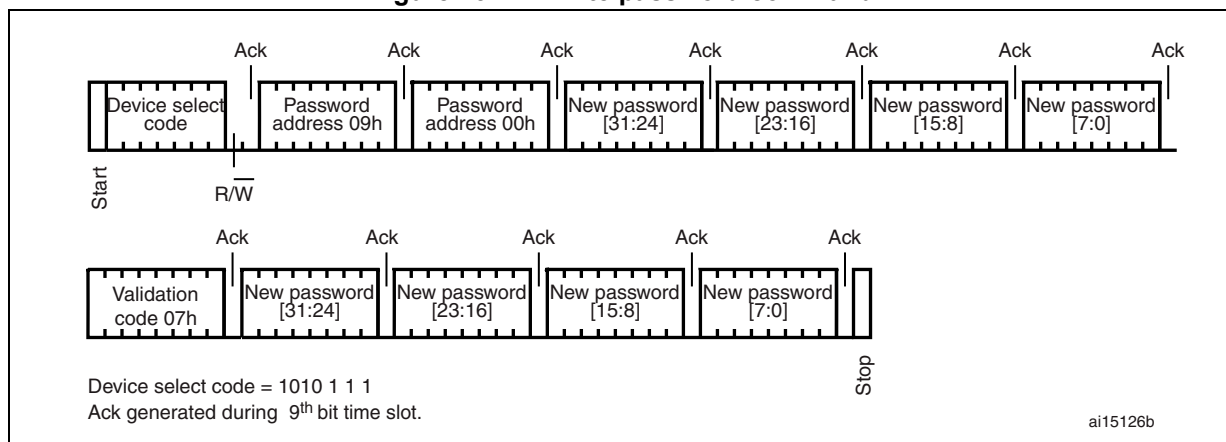 Ack Ack Ack Ack Ack Ack Ack
Device select code
Password address 09h
Password address 00h
New password [31:24]
New password [23:16]
New password [15:8]
New password [7:0]
Start
R/W
Ack Ack Ack Ack Ack
Validation code 07h
New password [31:24]
New password [23:16]
New password [15:8]
New password [7:0]
Stop
Device select code = 1010 1 1 1
Ack generated during 9th bit time slot.
ai15126b